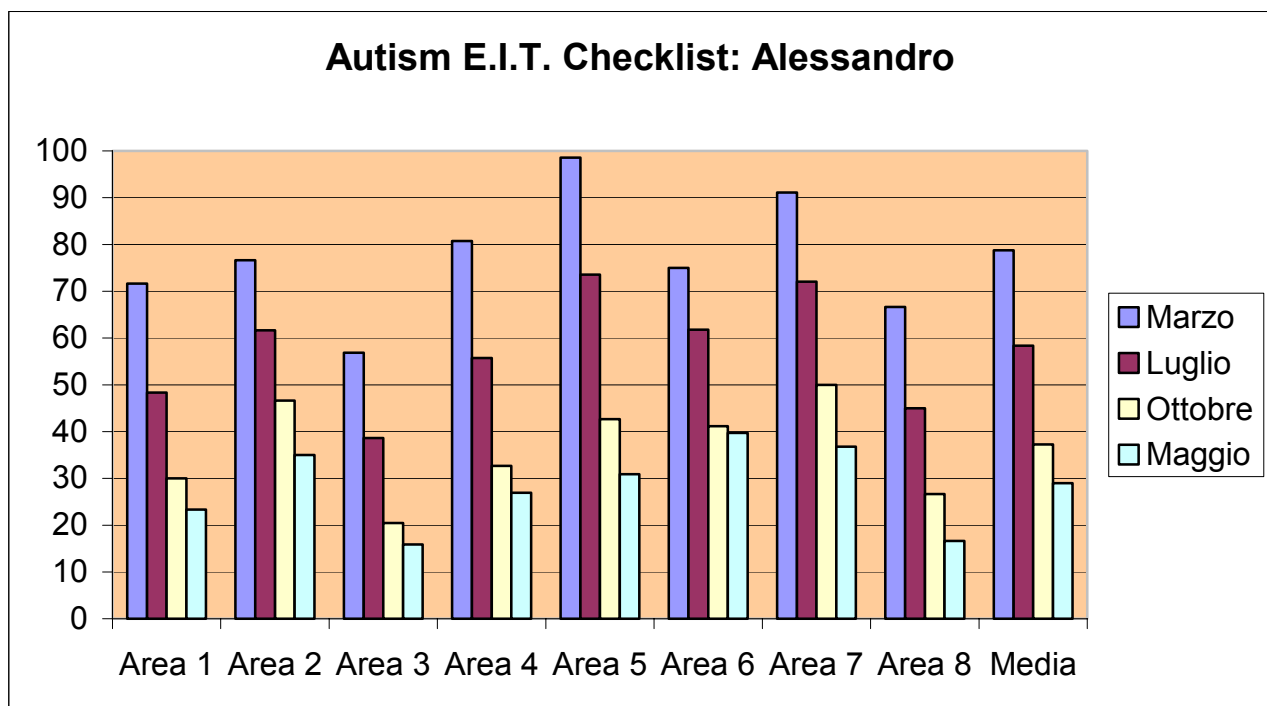 Autism E.I.T. Checklist: Alessandro
100
90
80
70
60
50
40
30
20
10
0
Area 1 Area 2 Area 3 Area 4 Area 5 Area 6 Area 7 Area 8 Media
Marzo
Luglio
Ottobre
Maggio